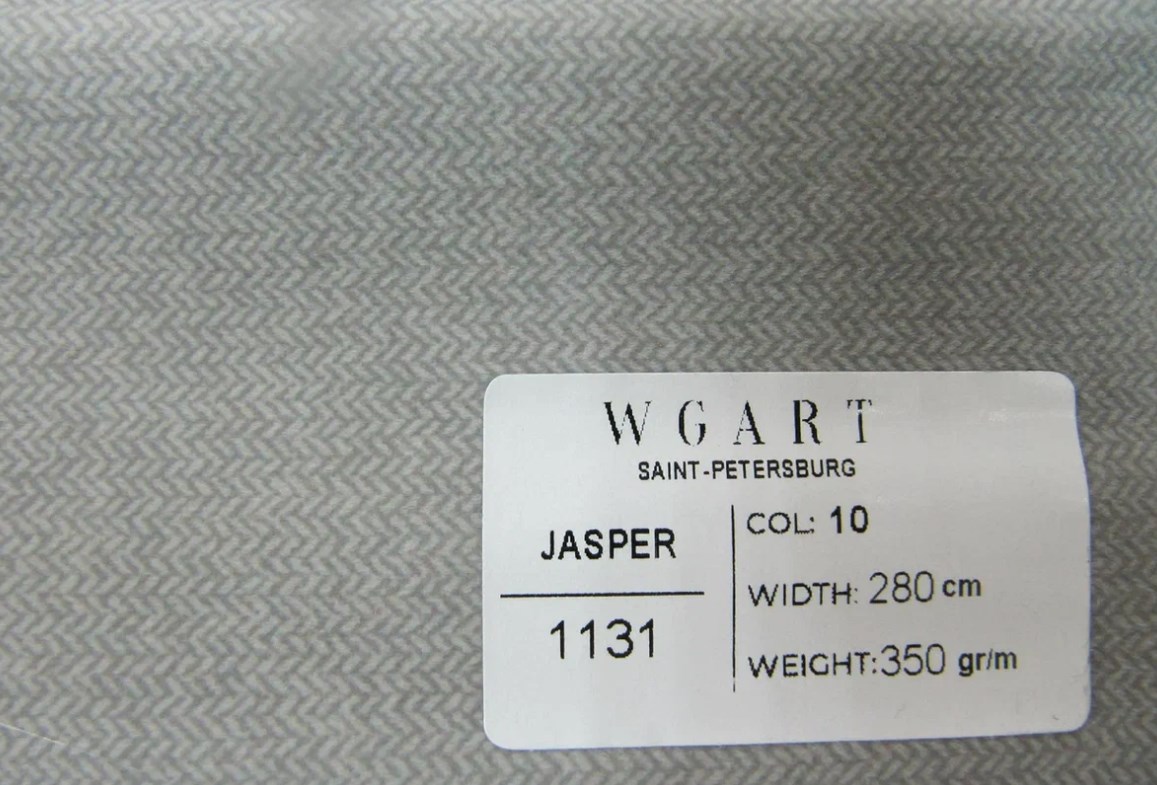 WGART
SAINT-PETERSBURG
JASPER
1131
COL: 10
WIDTH: 280 cm
WEIGHT:350 gr/m